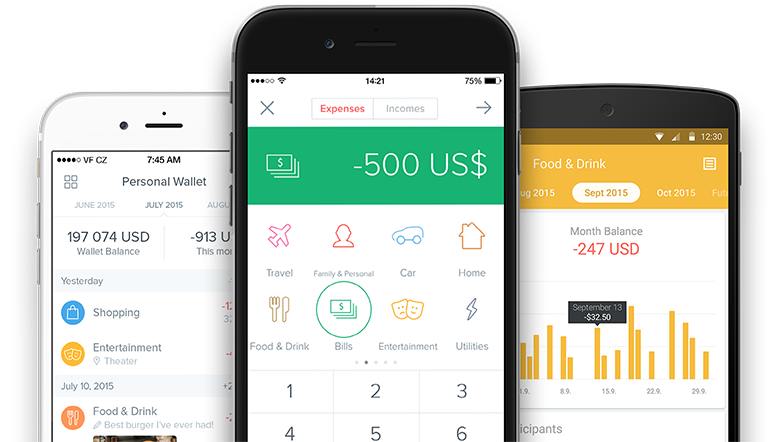 VF CZ 7:45 AM
Personal Wallet
JUNE 2015 JULY 2015
197 074 USD -913 U
Wallet Balance This mon
Yesterday
Shopping
Entertainment
Theater
July 10, 2015
Food & Drink
Best burger I've ever had!
14:21 75%
Expenses Incomes
$ -500 US$
Travel Family & Personal Car Home
$
Food & Drink Bills Entertainment Utilities
1 2 3
4 5 6
12:30
Food & Drink
ug 2015 Sept 2015 Oct 2015 Futu
Month Balance
-247 USD
September 13
-$32.50
1.9. 8.9. 15.9. 22.9. 29.9.
icipants